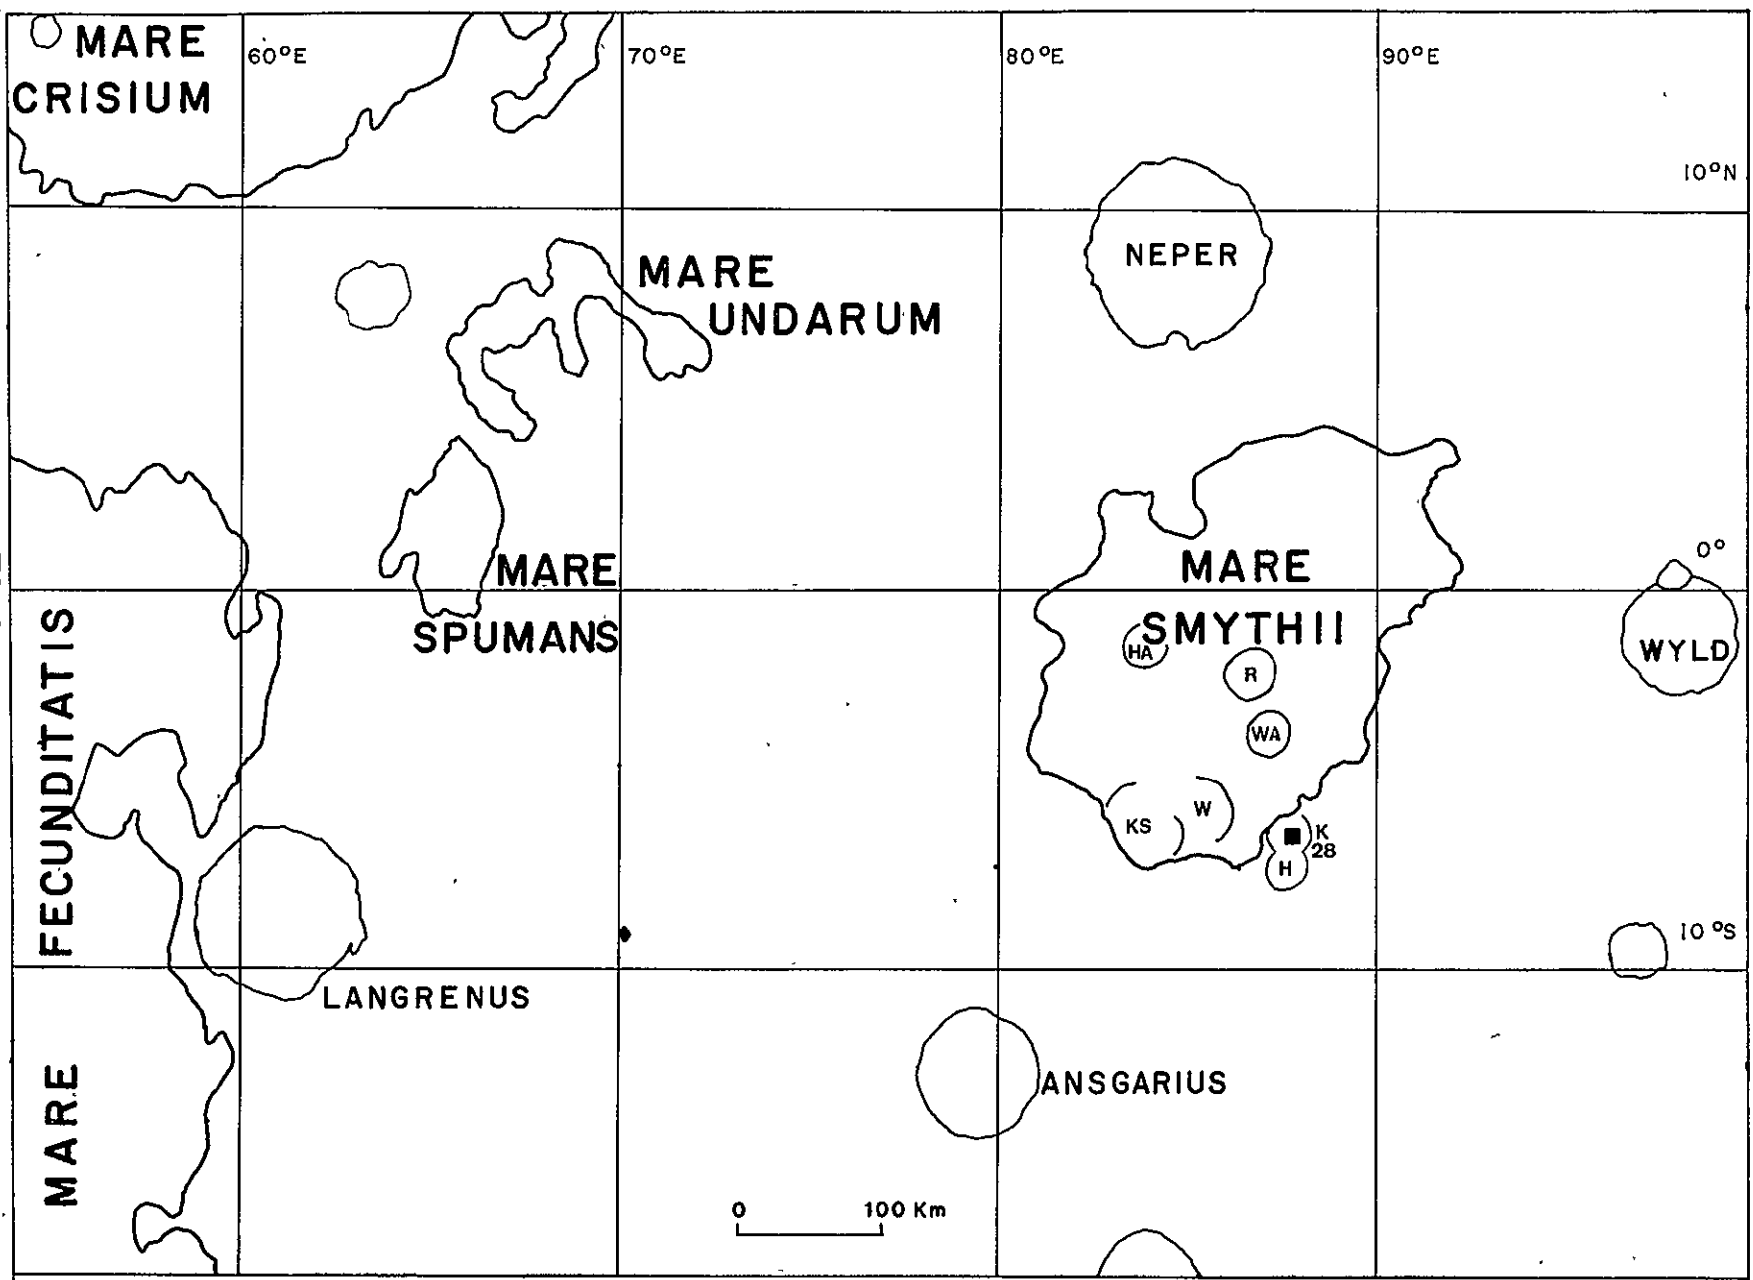 MARE
CRISIUM
60°E
70°E
80°E
90°E
10°N
NEPER
MARE
UNDARUM
0°
MARE
SPUMANS
MARE
SMYTHII
HA
R
WA
WYLD
KS
W
K
28
H
MARE FECUNDITATIS
10°S
LANGRENUS
ANSGARIUS
0 100 Km